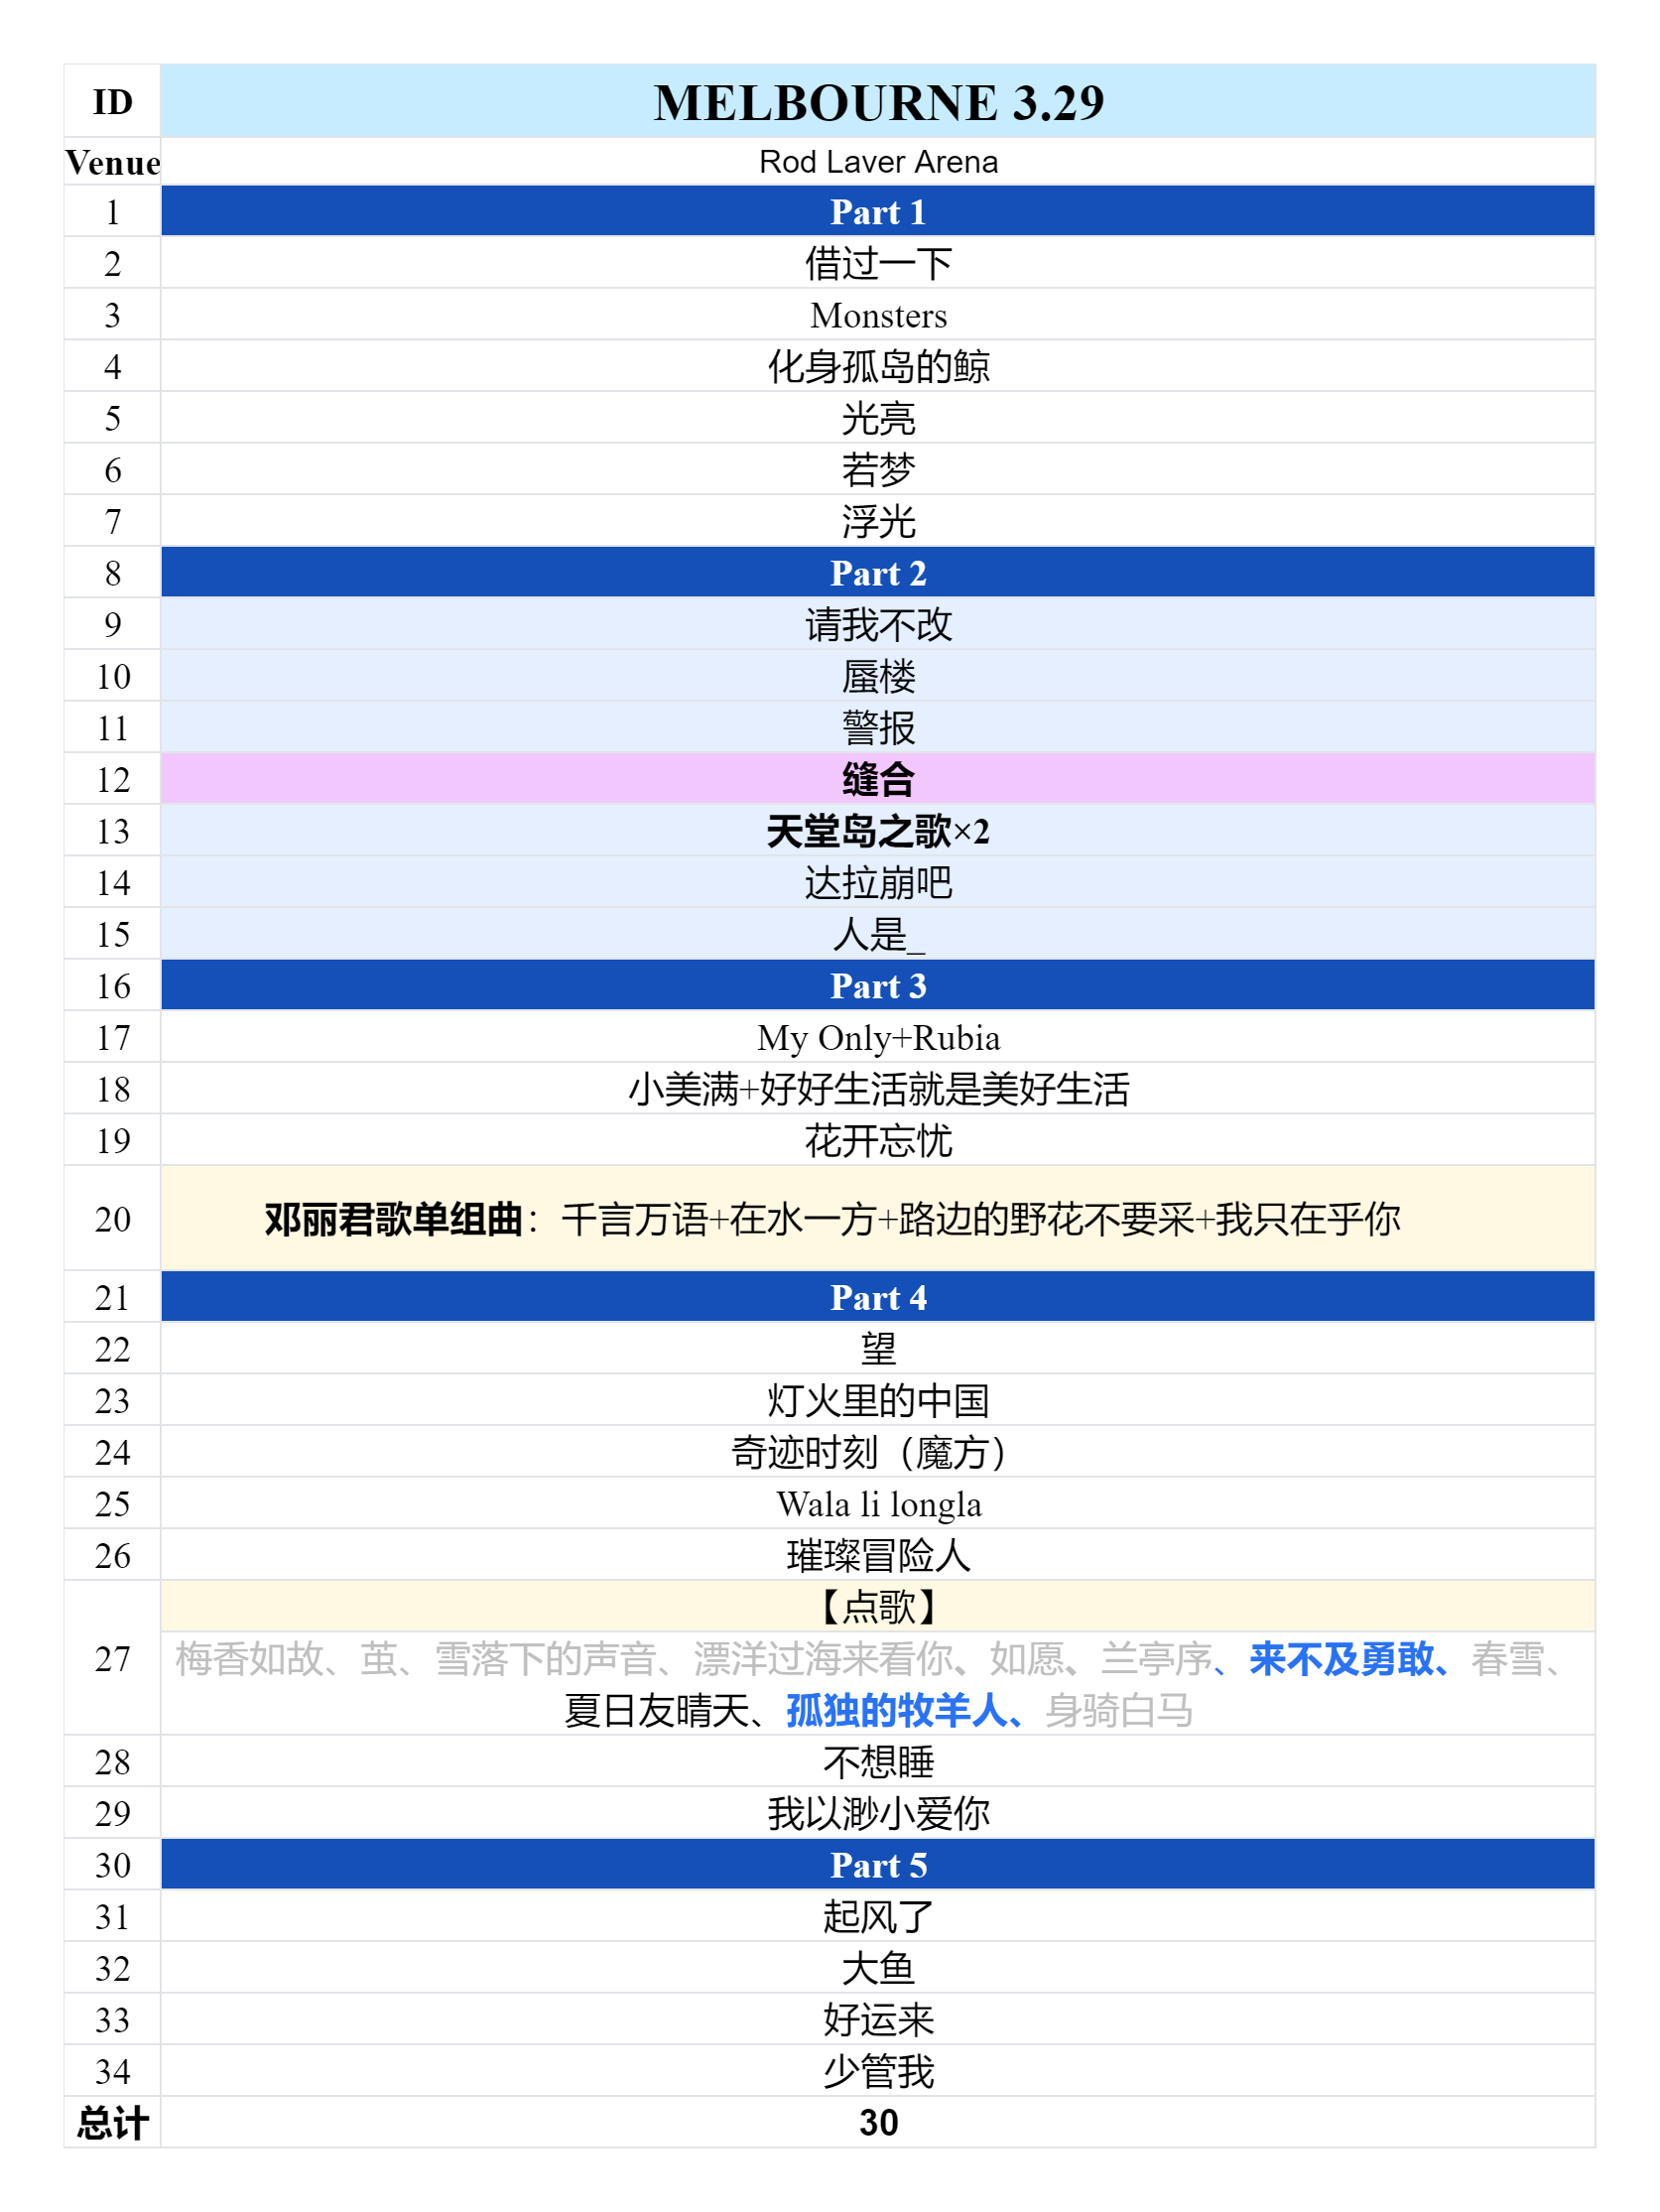 ID MELBOURNE 3.29
Venue Rod Laver Arena
1 Part 1
2 借过一下
3 Monsters
4 化身孤岛的鲸
5 光亮
6 若梦
7 浮光
8 Part 2
9 请我不改
10 蜃楼
11 警报
12 缝合
13 天堂岛之歌×2
14 达拉崩吧
15 人是_
16 Part 3
17 My Only+Rubia
18 小美满+好好生活就是美好生活
19 花开忘忧
20 邓丽君歌单组曲：千言万语+在水一方+路边的野花不要采+我只在乎你
21 Part 4
22 望
23 灯火里的中国
24 奇迹时刻（魔方）
25 Wala li longla
26 璀璨冒险人
【点歌】
27 梅香如故、茧、雪落下的声音、漂洋过海来看你、如愿、兰亭序、来不及勇敢、春雪、
夏日友晴天、孤独的牧羊人、身骑白马
28 不想睡
29 我以渺小爱你
30 Part 5
31 起风了
32 大鱼
33 好运来
34 少管我
总计 30